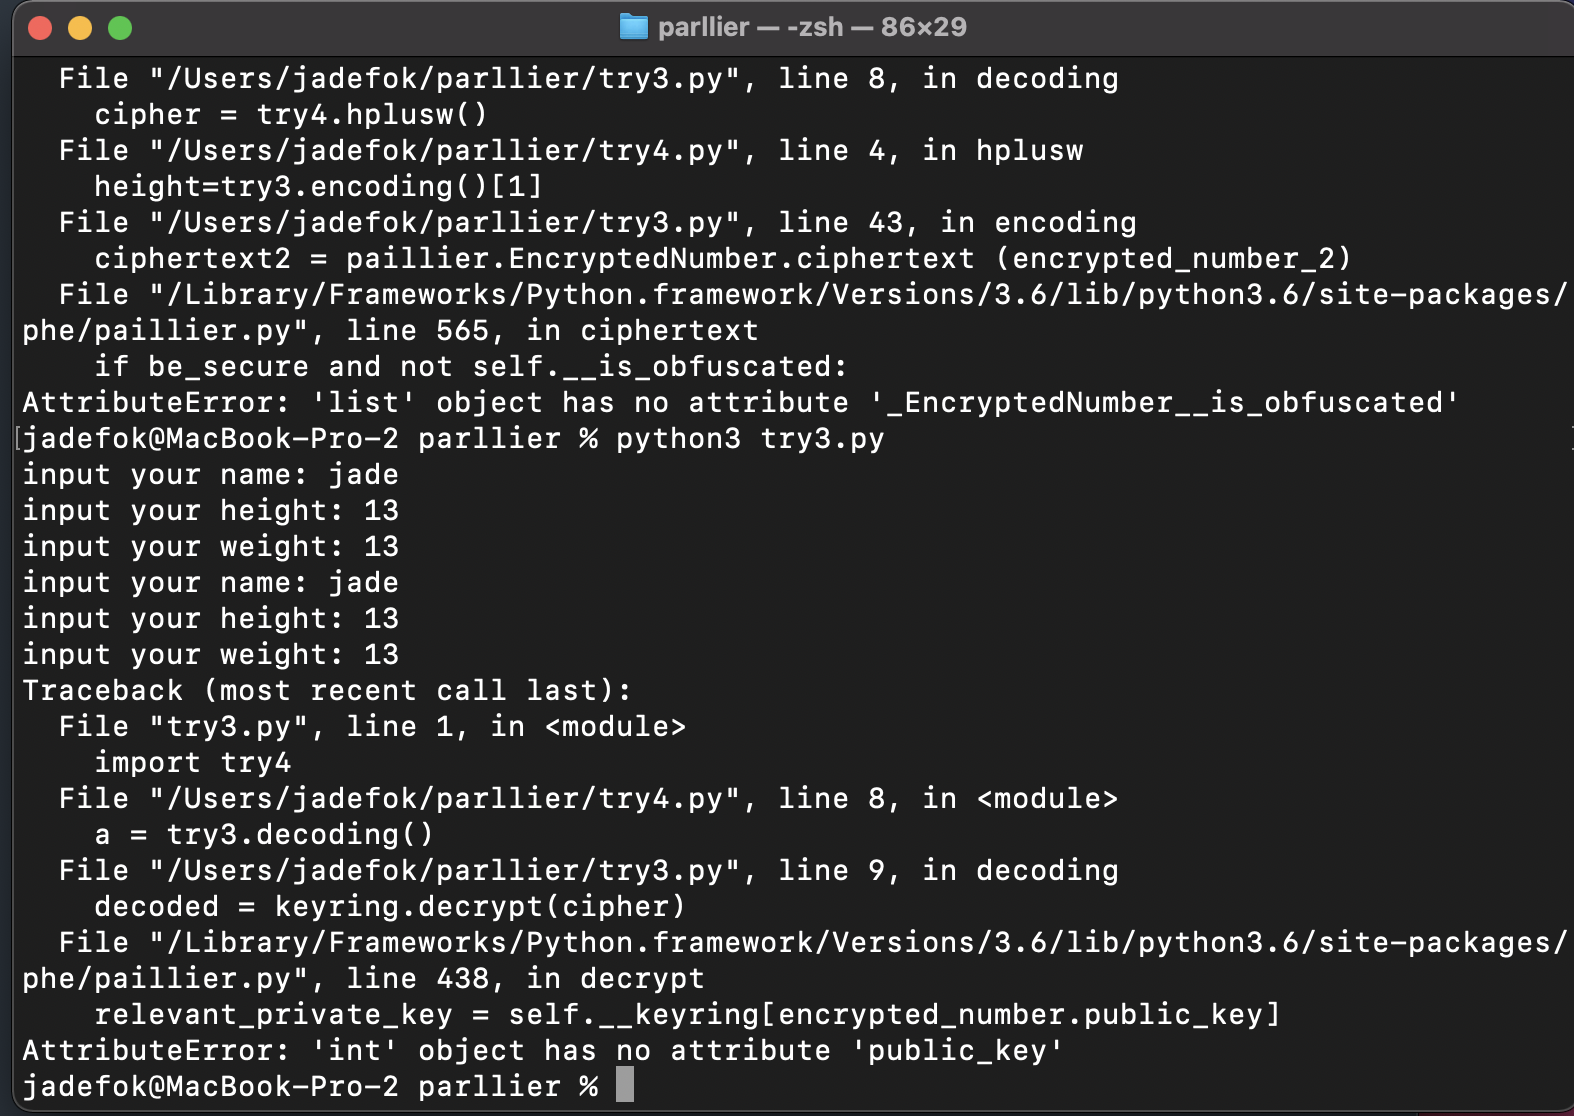 parllier — -zsh — 86×29
  File "/Users/jadefok/parllier/try3.py", line 8, in decoding
    cipher = try4.hplusw()
  File "/Users/jadefok/parllier/try4.py", line 4, in hplusw
    height=try3.encoding()[1]
  File "/Users/jadefok/parllier/try3.py", line 43, in encoding
    ciphertext2 = paillier.EncryptedNumber.ciphertext (encrypted_number_2)
  File "/Library/Frameworks/Python.framework/Versions/3.6/lib/python3.6/site-packages/
phe/paillier.py", line 565, in ciphertext
    if be_secure and not self.__is_obfuscated:
AttributeError: 'list' object has no attribute '_EncryptedNumber__is_obfuscated'
[jadefok@MacBook-Pro-2 parllier % python3 try3.py
input your name: jade
input your height: 13
input your weight: 13
input your name: jade
input your height: 13
input your weight: 13
Traceback (most recent call last):
  File "try3.py", line 1, in <module>
    import try4
  File "/Users/jadefok/parllier/try4.py", line 8, in <module>
    a = try3.decoding()
  File "/Users/jadefok/parllier/try3.py", line 9, in decoding
    decoded = keyring.decrypt(cipher)
  File "/Library/Frameworks/Python.framework/Versions/3.6/lib/python3.6/site-packages/
phe/paillier.py", line 438, in decrypt
    relevant_private_key = self.__keyring[encrypted_number.public_key]
AttributeError: 'int' object has no attribute 'public_key'
jadefok@MacBook-Pro-2 parllier %